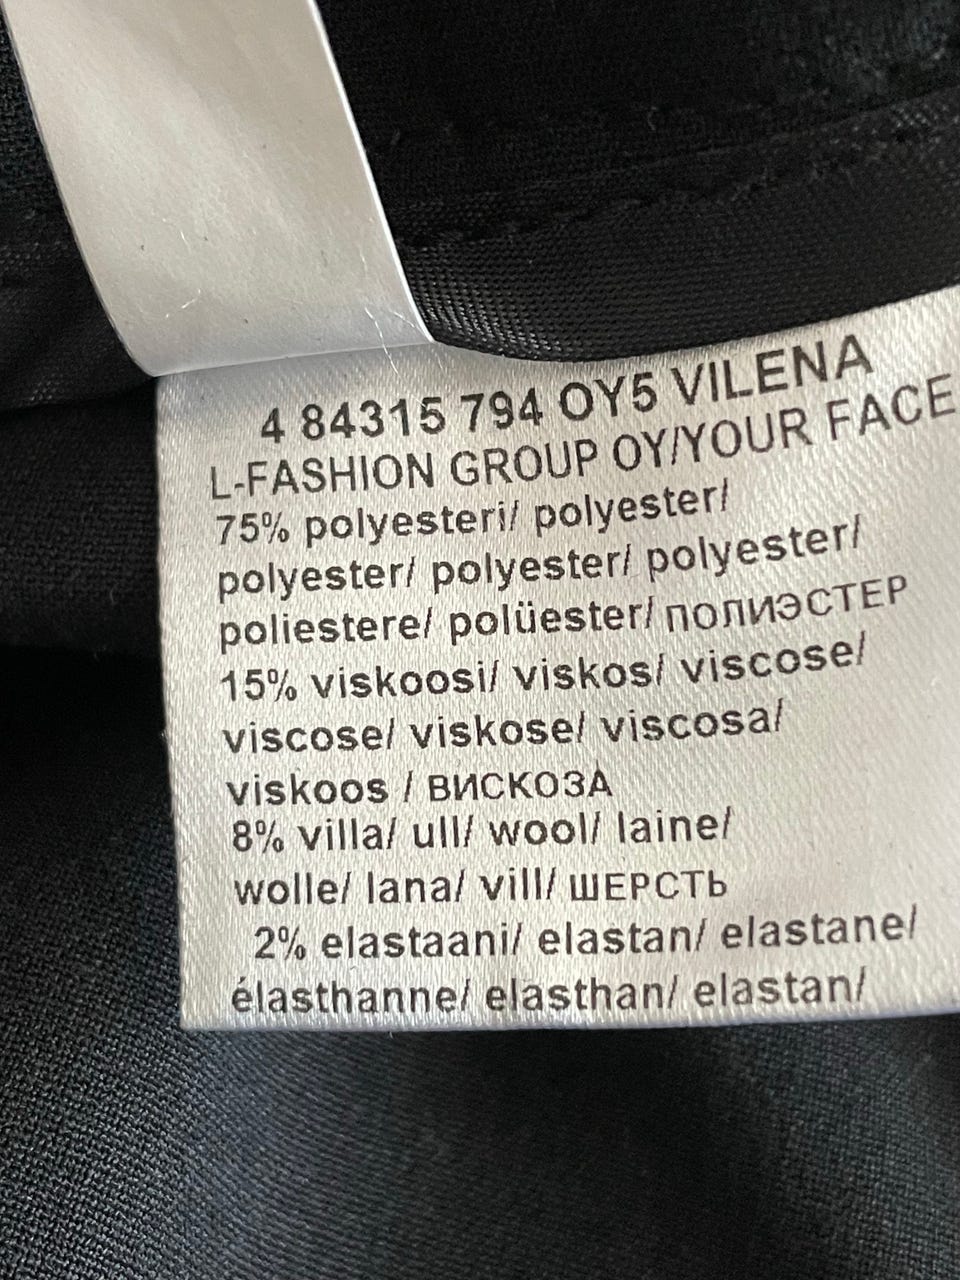 4 84315 794 OY5 VILENA
L-FASHION GROUP OY/YOUR FACE
75% polyesteri/ polyester/
polyester/ polyester/ polyester/
poliestere/ polüester/ ПОЛИЭСТЕР
15% viskoosi/ viskos/ viscose/
viscose/ viskose/ viscosa/
viskoos / ВИСКОЗА
8% villa/ ull/ wool/ laine/
wolle/ lana/ vill/ ШЕРСТЬ
2% elastaani/ elastan/ elastane/
élasthanne/ elasthan/ elastan/